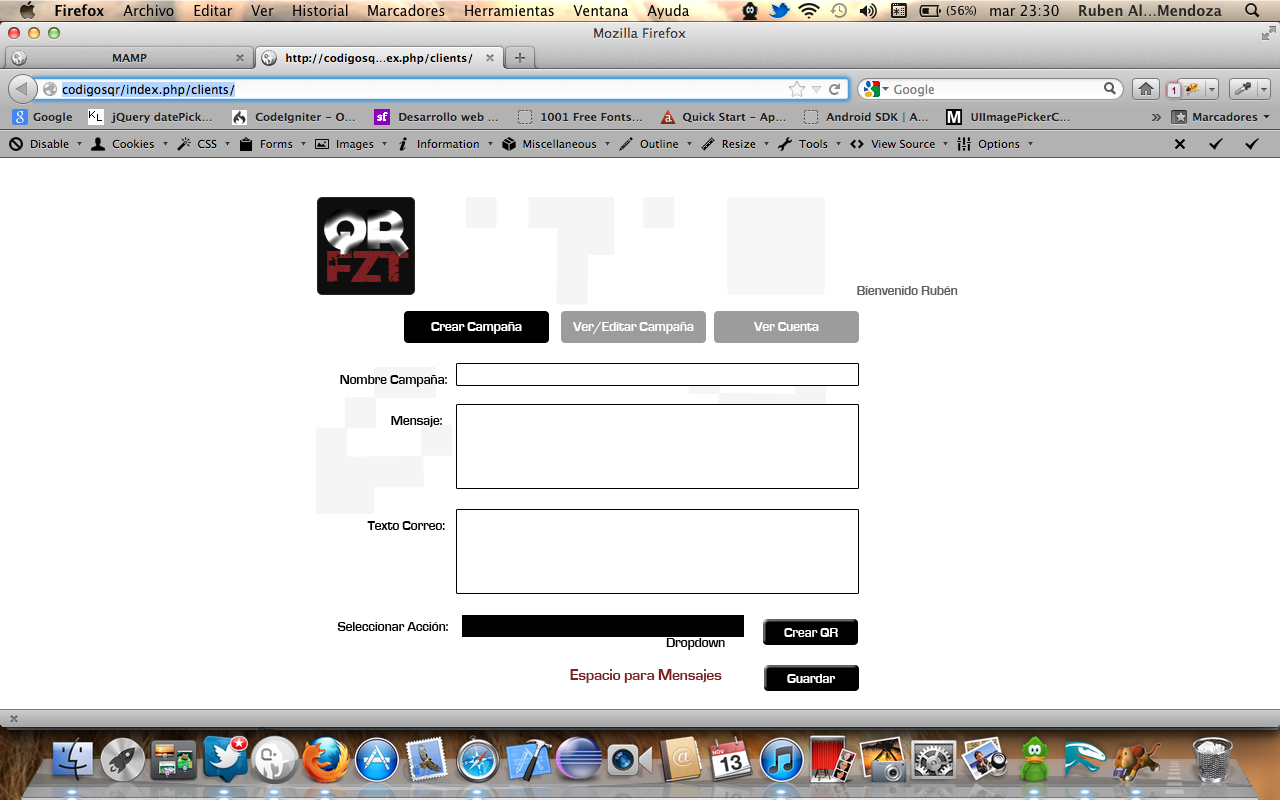 Firefox Archivo Editar Ver Historial Marcadores Herramientas Ventana Ayuda (56%) mar 23:30 Ruben Al...Mendoza
Mozilla Firefox
MAMP http://codigosq...ex.php/clients/
codigosqr/index.php/clients/ Google 1
Google jQuery datePick... CodeIgniter – O... Desarrollo web ... 1001 Free Fonts... Quick Start – Ap... Android SDK | A... UIImagePickerC... » Marcadores
Disable Cookies CSS Forms Images Information Miscellaneous Outline Resize Tools View Source Options
QR
FZT
Bienvenido Rubén
Crear Campaña Ver/Editar Campaña Ver Cuenta
Nombre Campaña:
Mensaje:
Texto Correo:
Seleccionar Acción: Crear QR
Dropdown
Espacio para Mensajes Guardar
NOV
13